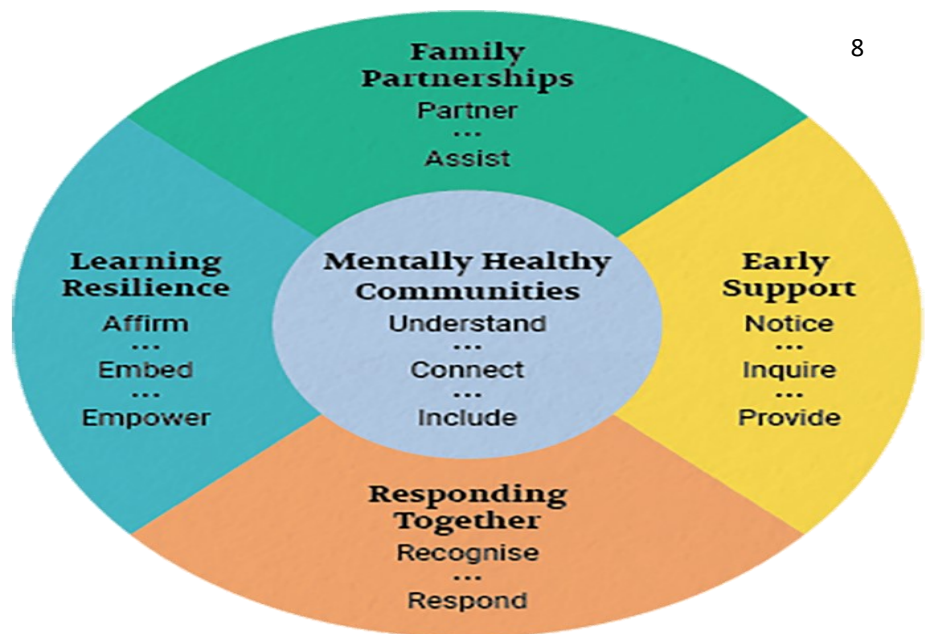 8
Family
Partnerships
Partner
...
Assist
Learning
Resilience
Affirm
...
Embed
...
Empower
Mentally Healthy
Communities
Understand
...
Connect
...
Include
Early
Support
Notice
...
Inquire
...
Provide
Responding
Together
Recognise
...
Respond